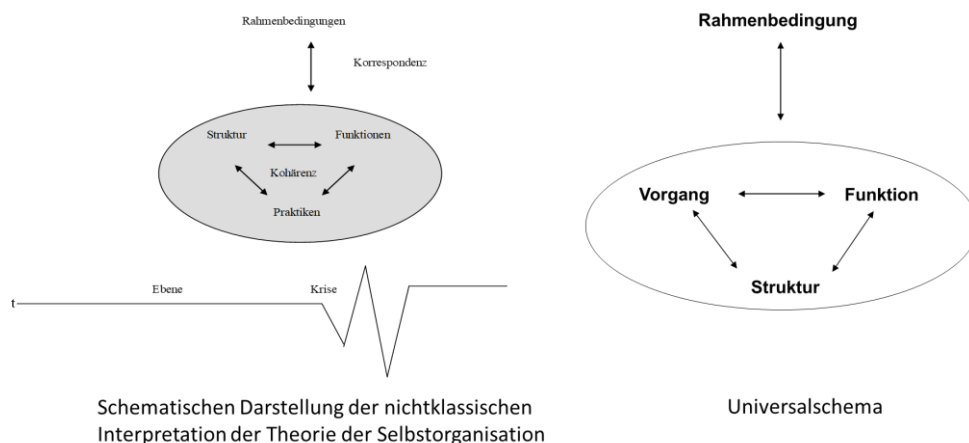 Rahmenbedingungen
Korrespondenz
Struktur
Funktionen
Kohärenz
Praktiken
Ebene
Krise
t
Schematischen Darstellung der nichtklassischen
Interpretation der Theorie der Selbstorganisation
Rahmenbedingung
Vorgang
Funktion
Struktur
Universalschema